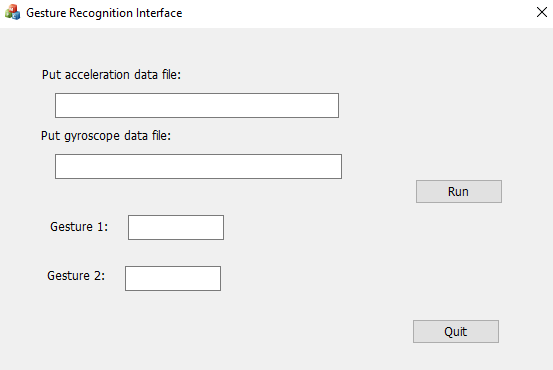 Gesture Recognition Interface
Put acceleration data file:
Put gyroscope data file:
Run
Gesture 1:
Gesture 2:
Quit